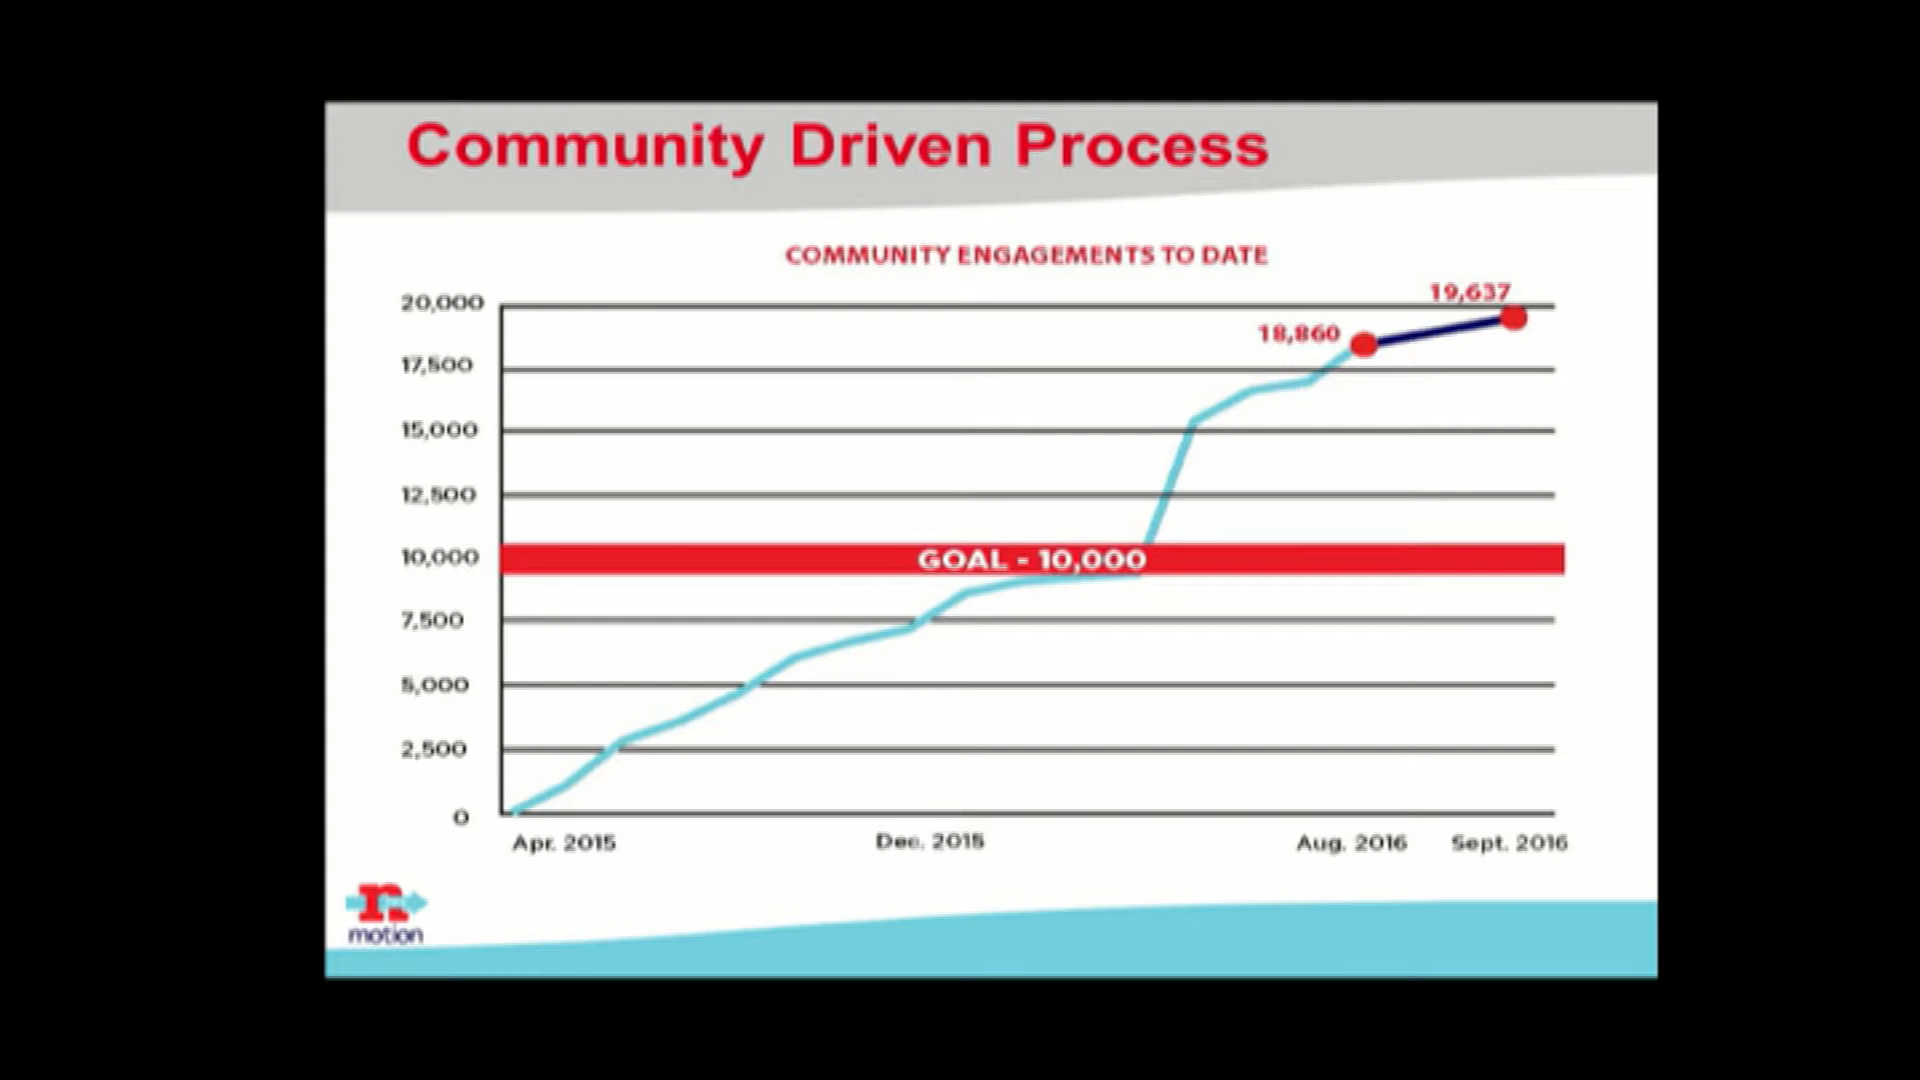 Community Driven Process
COMMUNITY ENGAGEMENTS TO DATE
19,637
20,000
18,860
17,500
15,000
12,500
10,000
GOAL - 10,000
7,500
5,000
2,500
0
Apr. 2015 Dec. 2015 Aug. 2016 Sept. 2016
n
motion